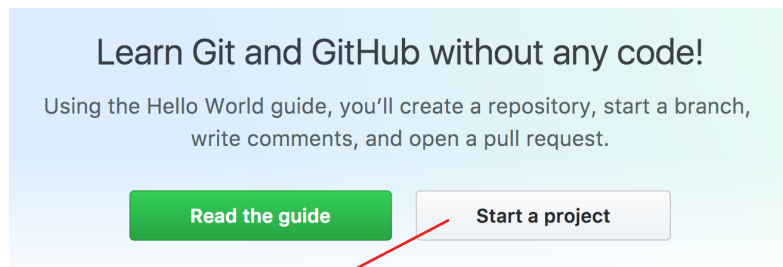 Learn Git and GitHub without any code!
Using the Hello World guide, you’ll create a repository, start a branch,
write comments, and open a pull request.
Read the guide
Start a project